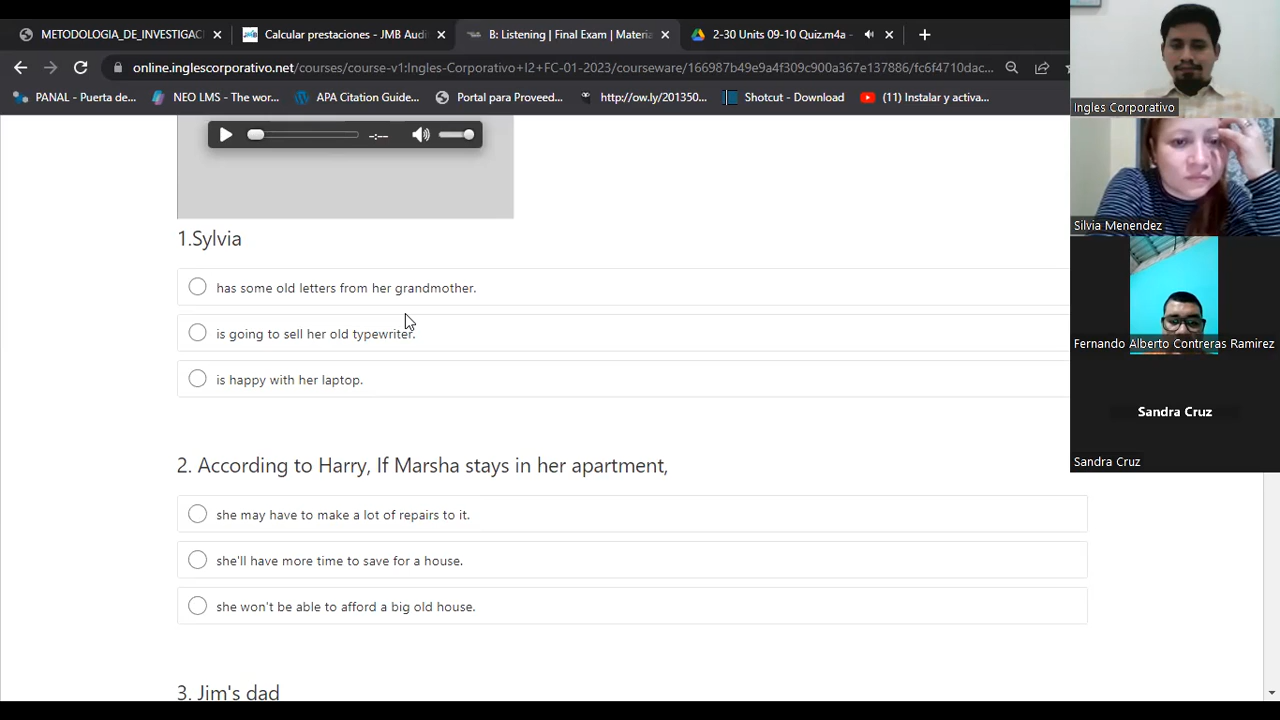 METODOLOGIA_DE_INVESTIGACI
Calcular prestaciones - JMB Audi
B: Listening | Final Exam | Materia
2-30 Units 09-10 Quiz.m4a -
online.inglescorporativo.net/courses/course-v1:Ingles-Corporativo+I2+FC-01-2023/courseware/166987b49e9a4f309c900a367e137886/fc6f4710dac...
PANAL - Puerta de...
NEO LMS - The wor...
APA Citation Guide...
Portal para Proveed...
http://ow.ly/201350...
Shotcut - Download
(11) Instalar y activa...
-:--
1.Sylvia
has some old letters from her grandmother.
is going to sell her old typewriter.
is happy with her laptop.
2. According to Harry, If Marsha stays in her apartment,
she may have to make a lot of repairs to it.
she'll have more time to save for a house.
she won't be able to afford a big old house.
3. Jim's dad
Ingles Corporativo
Silvia Menendez
Fernando Alberto Contreras Ramirez
Sandra Cruz
Sandra Cruz